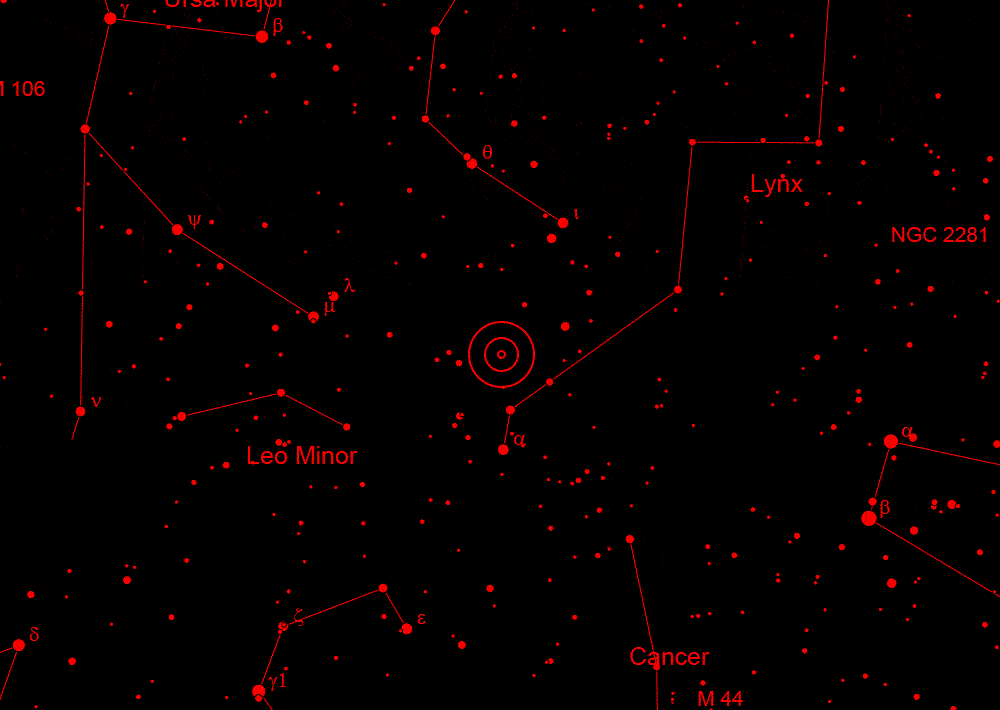 Ursa Major
γ
β
M 106
θ
Lynx
ψ
ι
NGC 2281
λ
μ
ν
α
α
Leo Minor
β
ζ
ε
δ
Cancer
γ1
M 44